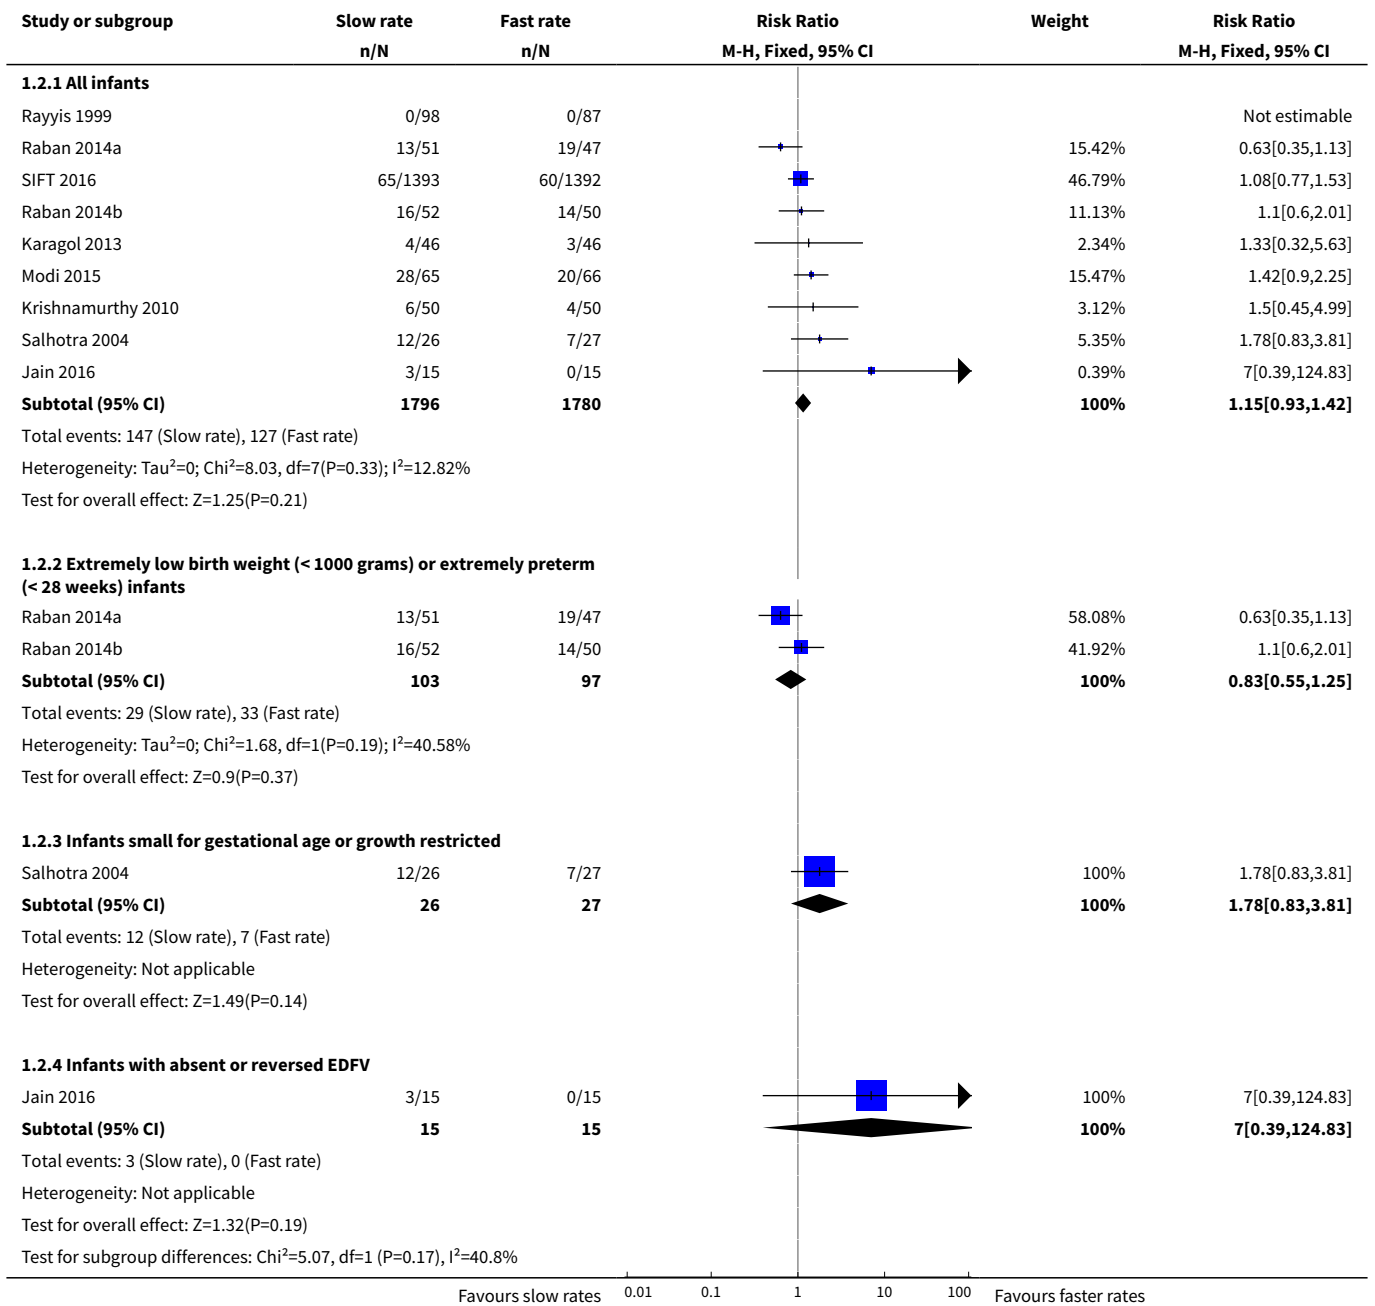 Study or subgroup Slow rate Fast rate Risk Ratio Weight Risk Ratio
n/N n/N M-H, Fixed, 95% CI M-H, Fixed, 95% CI
1.2.1 All infants
Rayyis 1999 0/98 0/87 Not estimable
Raban 2014a 13/51 19/47 15.42% 0.63[0.35,1.13]
SIFT 2016 65/1393 60/1392 46.79% 1.08[0.77,1.53]
Raban 2014b 16/52 14/50 11.13% 1.1[0.6,2.01]
Karagol 2013 4/46 3/46 2.34% 1.33[0.32,5.63]
Modi 2015 28/65 20/66 15.47% 1.42[0.9,2.25]
Krishnamurthy 2010 6/50 4/50 3.12% 1.5[0.45,4.99]
Salhotra 2004 12/26 7/27 5.35% 1.78[0.83,3.81]
Jain 2016 3/15 0/15 0.39% 7[0.39,124.83]
Subtotal (95% CI) 1796 1780 100% 1.15[0.93,1.42]
Total events: 147 (Slow rate), 127 (Fast rate)
Heterogeneity: Tau²=0; Chi²=8.03, df=7(P=0.33); I²=12.82%
Test for overall effect: Z=1.25(P=0.21)
1.2.2 Extremely low birth weight (< 1000 grams) or extremely preterm
(< 28 weeks) infants
Raban 2014a 13/51 19/47 58.08% 0.63[0.35,1.13]
Raban 2014b 16/52 14/50 41.92% 1.1[0.6,2.01]
Subtotal (95% CI) 103 97 100% 0.83[0.55,1.25]
Total events: 29 (Slow rate), 33 (Fast rate)
Heterogeneity: Tau²=0; Chi²=1.68, df=1(P=0.19); I²=40.58%
Test for overall effect: Z=0.9(P=0.37)
1.2.3 Infants small for gestational age or growth restricted
Salhotra 2004 12/26 7/27 100% 1.78[0.83,3.81]
Subtotal (95% CI) 26 27 100% 1.78[0.83,3.81]
Total events: 12 (Slow rate), 7 (Fast rate)
Heterogeneity: Not applicable
Test for overall effect: Z=1.49(P=0.14)
1.2.4 Infants with absent or reversed EDFV
Jain 2016 3/15 0/15 100% 7[0.39,124.83]
Subtotal (95% CI) 15 15 100% 7[0.39,124.83]
Total events: 3 (Slow rate), 0 (Fast rate)
Heterogeneity: Not applicable
Test for overall effect: Z=1.32(P=0.19)
Test for subgroup differences: Chi²=5.07, df=1 (P=0.17), I²=40.8%
Favours slow rates 0.01 0.1 1 10 100 Favours faster rates